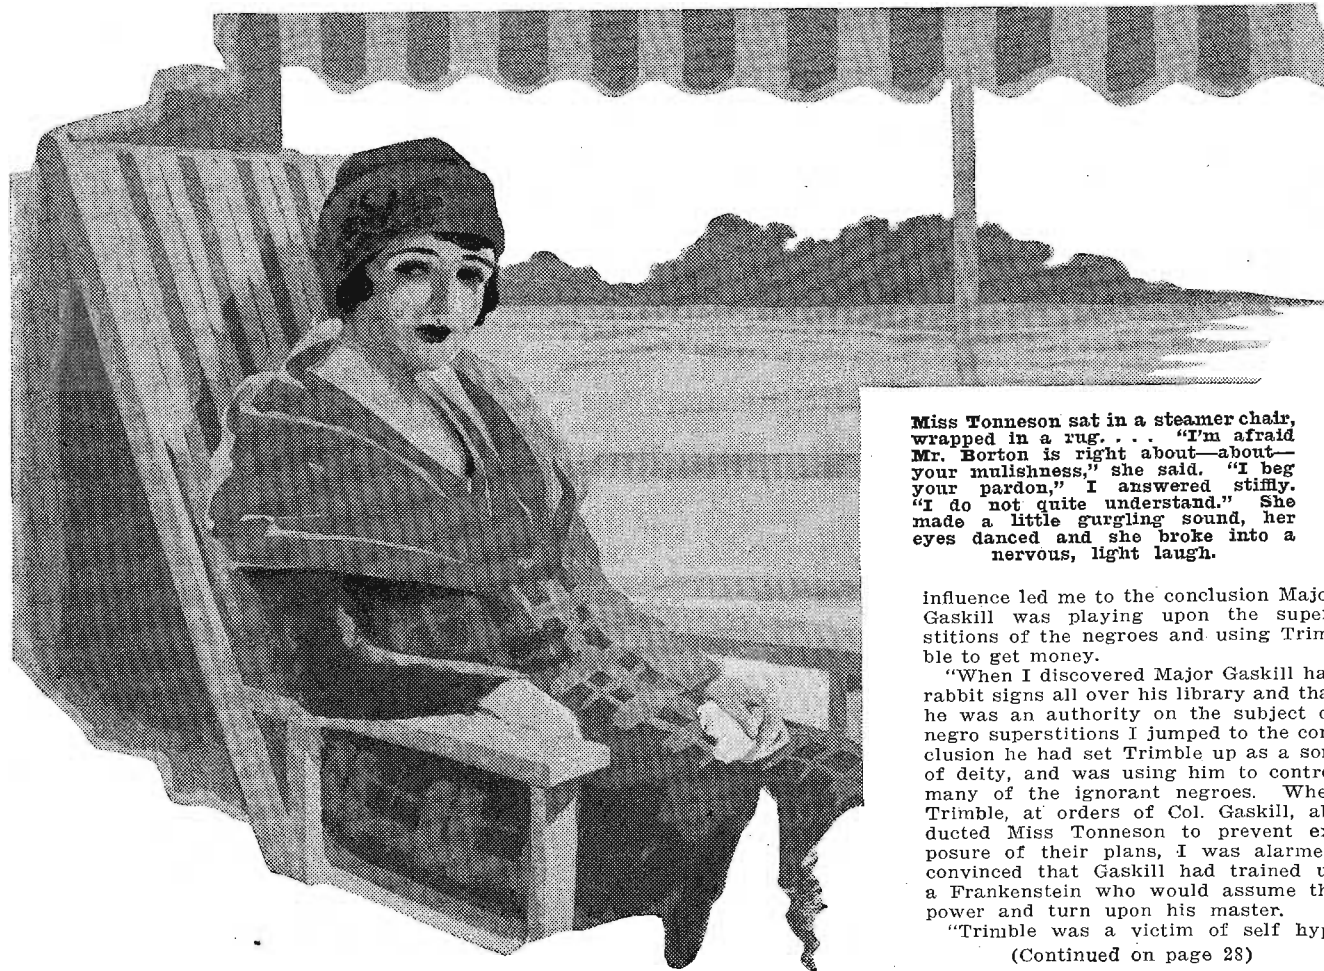 Miss Tonneson sat in a steamer chair,
wrapped in a rug. . . . "I'm afraid
Mr. Borton is right about—about—
your mulishness," she said. "I beg
your pardon," I answered stiffly.
"I do not quite understand." She
made a little gurgling sound, her
eyes danced and she broke into a
nervous, light laugh.
influence led me to the conclusion Majo
Gaskill was playing upon the super
stitions of the negroes and using Trim
ble to get money.
"When I discovered Major Gaskill ha
rabbit signs all over his library and tha
he was an authority on the subject o
negro superstitions I jumped to the con
clusion he had set Trimble up as a sor
of deity, and was using him to contro
many of the ignorant negroes. Whe
Trimble, at orders of Col. Gaskill, ab
ducted Miss Tonneson to prevent ex
posure of their plans, I was alarme
convinced that Gaskill had trained u
a Frankenstein who would assume th
power and turn upon his master.
"Trimble was a victim of self hyp
(Continued on page 28)